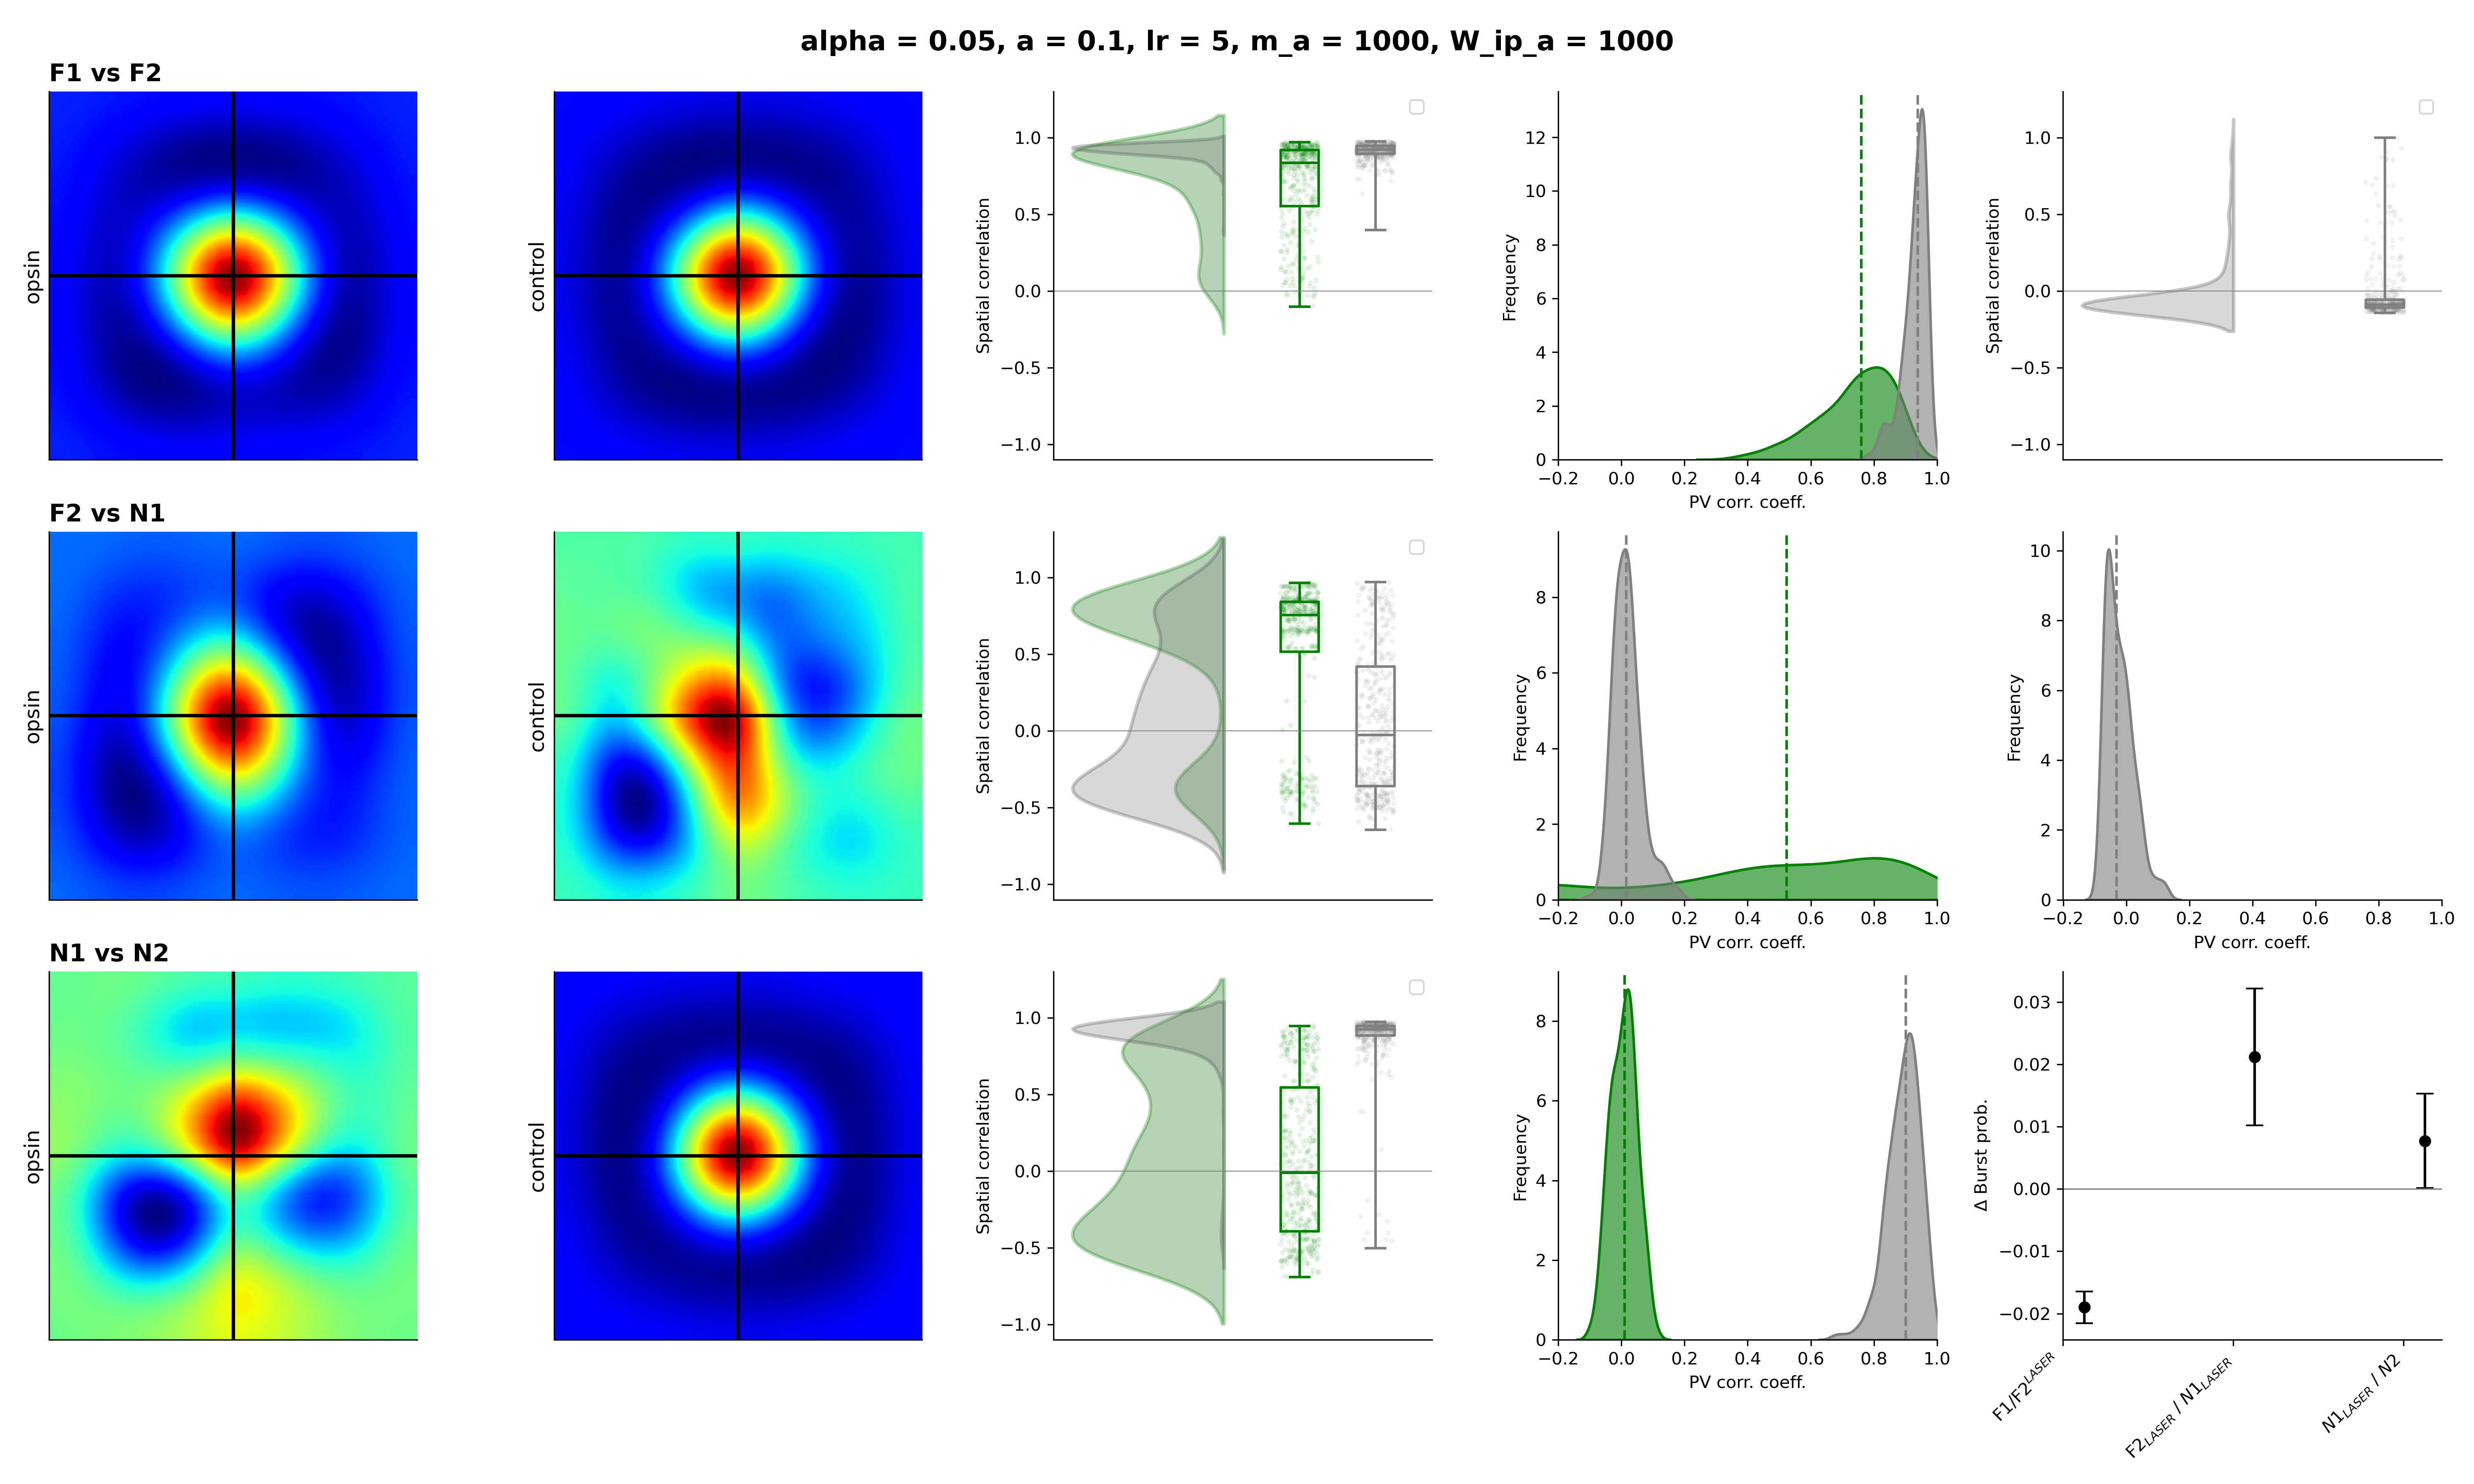 alpha = 0.05, a = 0.1, lr = 5, m_a = 1000, W_ip_a = 1000
F1 vs F2
opsin
control
Spatial correlation
1.0
0.5
0.0
−0.5
−1.0
Frequency
12
10
8
6
4
2
0
−0.2 0.0 0.2 0.4 0.6 0.8 1.0
PV corr. coeff.
Spatial correlation
1.0
0.5
0.0
−0.5
−1.0
F2 vs N1
opsin
control
Spatial correlation
1.0
0.5
0.0
−0.5
−1.0
Frequency
8
6
4
2
0
−0.2 0.0 0.2 0.4 0.6 0.8 1.0
PV corr. coeff.
Frequency
10
8
6
4
2
0
−0.2 0.0 0.2 0.4 0.6 0.8 1.0
PV corr. coeff.
N1 vs N2
opsin
control
Spatial correlation
1.0
0.5
0.0
−0.5
−1.0
Frequency
8
6
4
2
0
−0.2 0.0 0.2 0.4 0.6 0.8 1.0
PV corr. coeff.
Δ Burst prob.
0.03
0.02
0.01
0.00
−0.01
−0.02
F1/F2LASER
F2LASER / N1LASER
N1LASER / N2